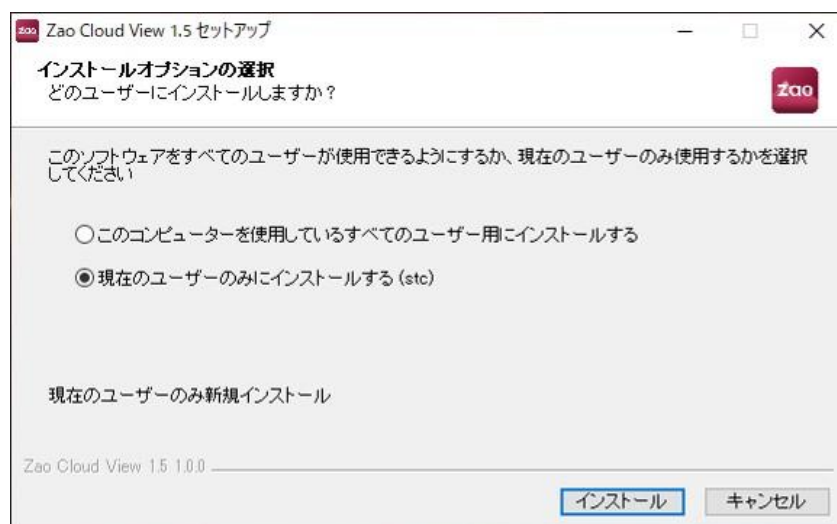 zao Zao Cloud View 1.5 セットアップ
インストールオプションの選択
どのユーザーにインストールしますか？
zao
このソフトウェアをすべてのユーザーが使用できるようにするか、現在のユーザーのみ使用するかを選択
してください
このコンピューターを使用しているすべてのユーザー用にインストールする
現在のユーザーのみにインストールする (stc)
現在のユーザーのみ新規インストール
Zao Cloud View 1.5 1.0.0
インストール キャンセル